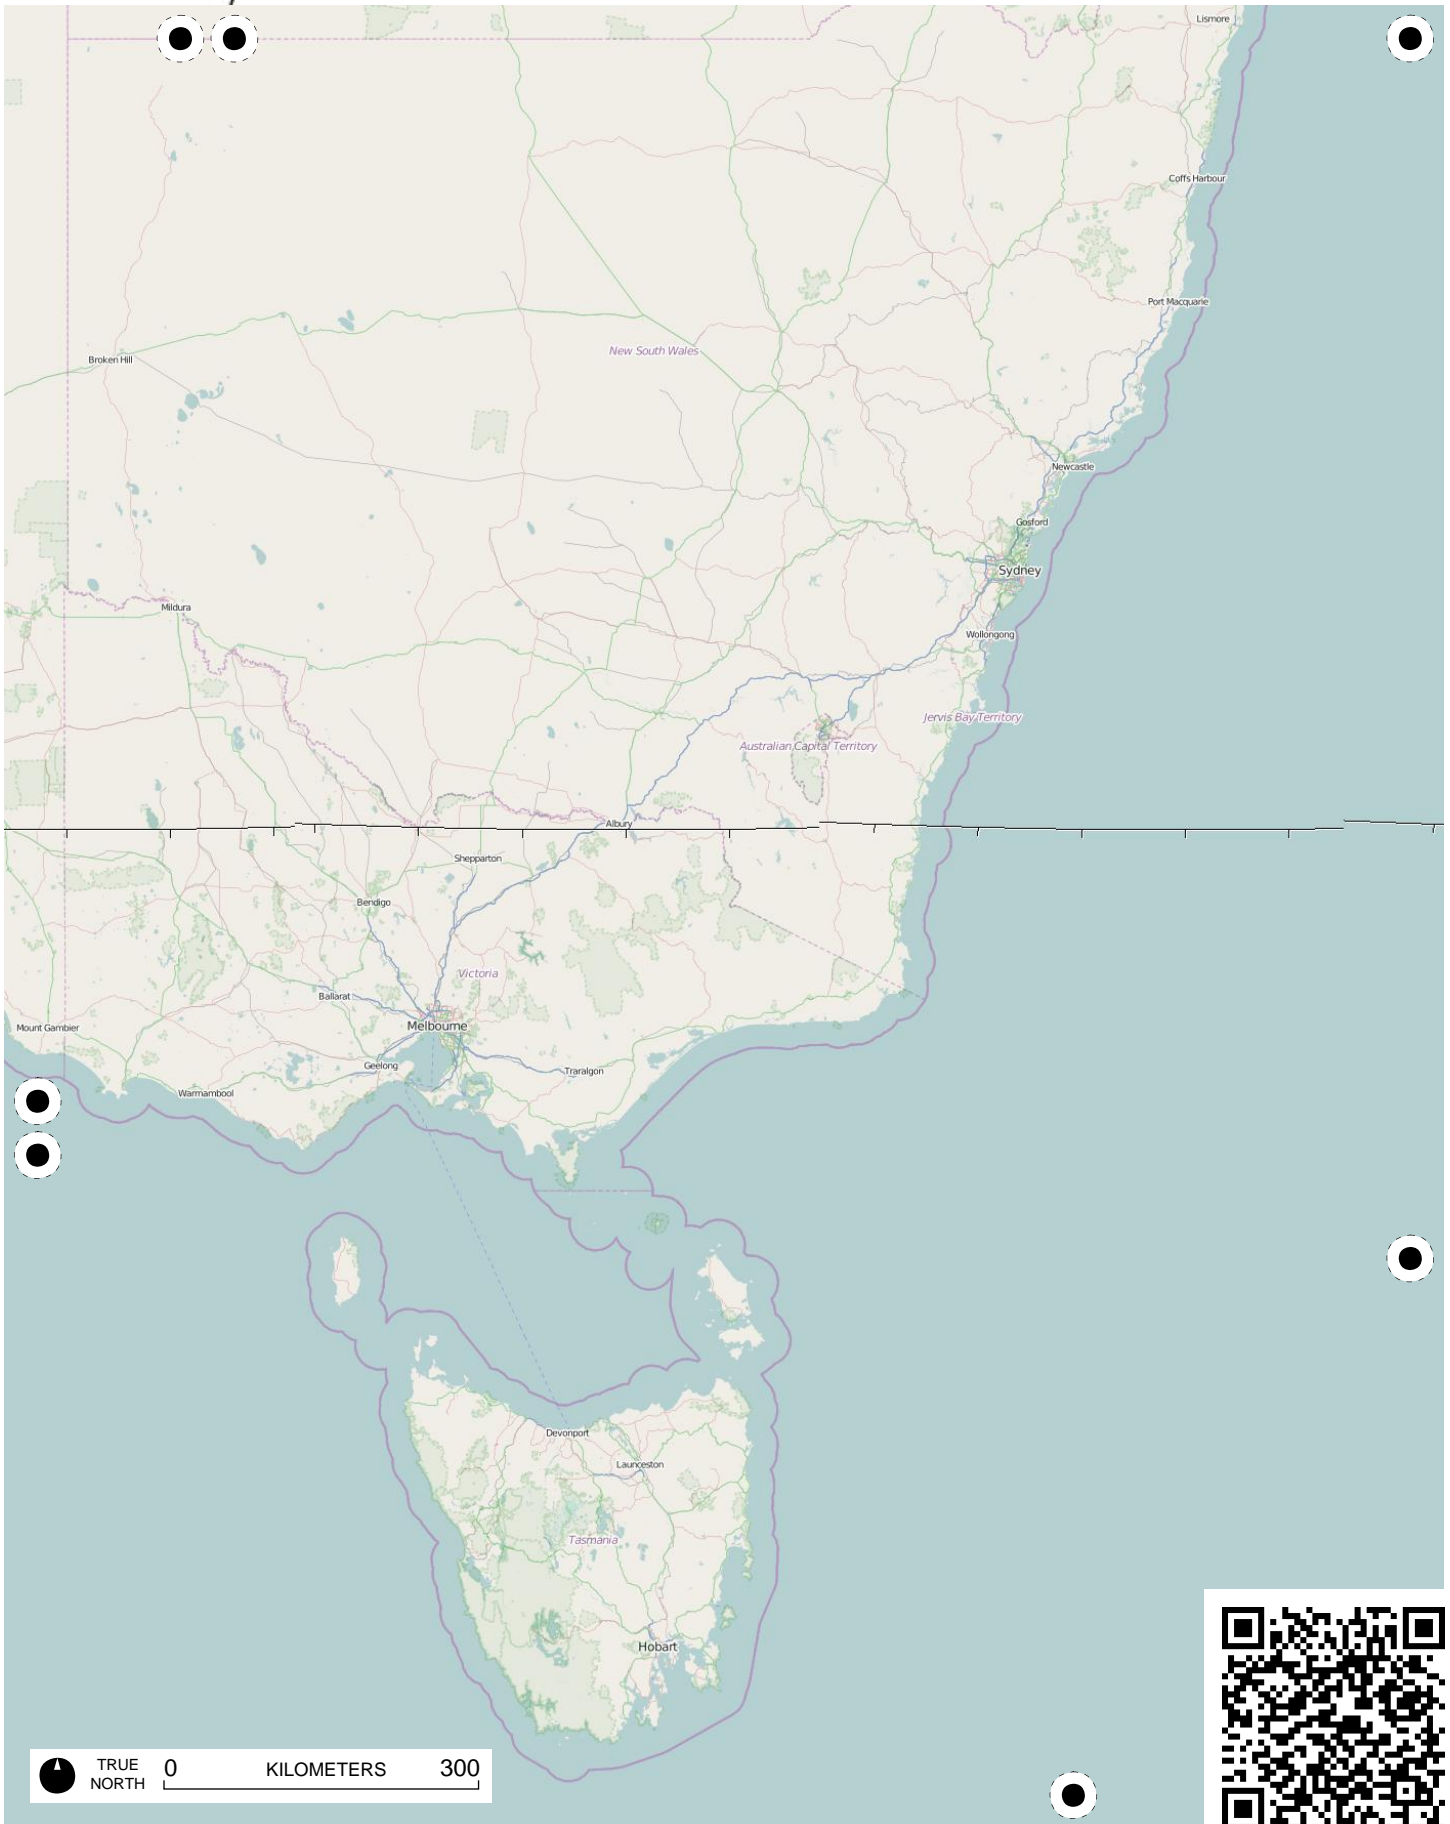 Lismore
Coffs Harbour
Port Macquarie
New South Wales
Broken Hill
Newcastle
Gosford
Sydney
Mildura
Wollongong
Jervis Bay Territory
Australian Capital Territory
Albury
Shepparton
Bendigo
Victoria
Ballarat
Melbourne
Mount Gambier
Geelong
Traralgon
Warrnambool
Devonport
Launceston
Tasmania
Hobart
TRUE
NORTH
0 KILOMETERS 300